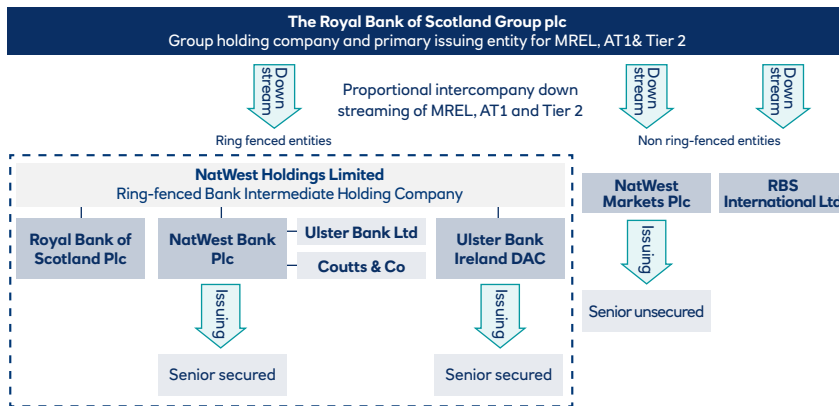 The Royal Bank of Scotland Group plc
Group holding company and primary issuing entity for MREL, AT1& Tier 2
Down
stream
Proportional intercompany down
streaming of MREL, AT1 and Tier 2
Down
stream
Down
stream
Ring fenced entities
Non ring-fenced entities
NatWest Holdings Limited
Ring-fenced Bank Intermediate Holding Company
NatWest
Markets Plc
RBS
International Ltd
Royal Bank of
Scotland Plc
NatWest Bank
Plc
Ulster Bank Ltd
Coutts & Co
Ulster Bank
Ireland DAC
Issuing
Issuing
Issuing
Senior unsecured
Senior secured
Senior secured